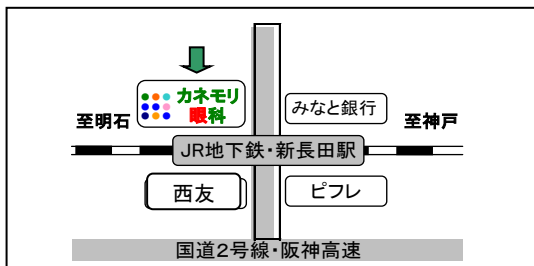 カネモリ
眼科
みなと銀行
至明石
至神戸
JR地下鉄・新長田駅
西友
ピフレ
国道2号線・阪神高速